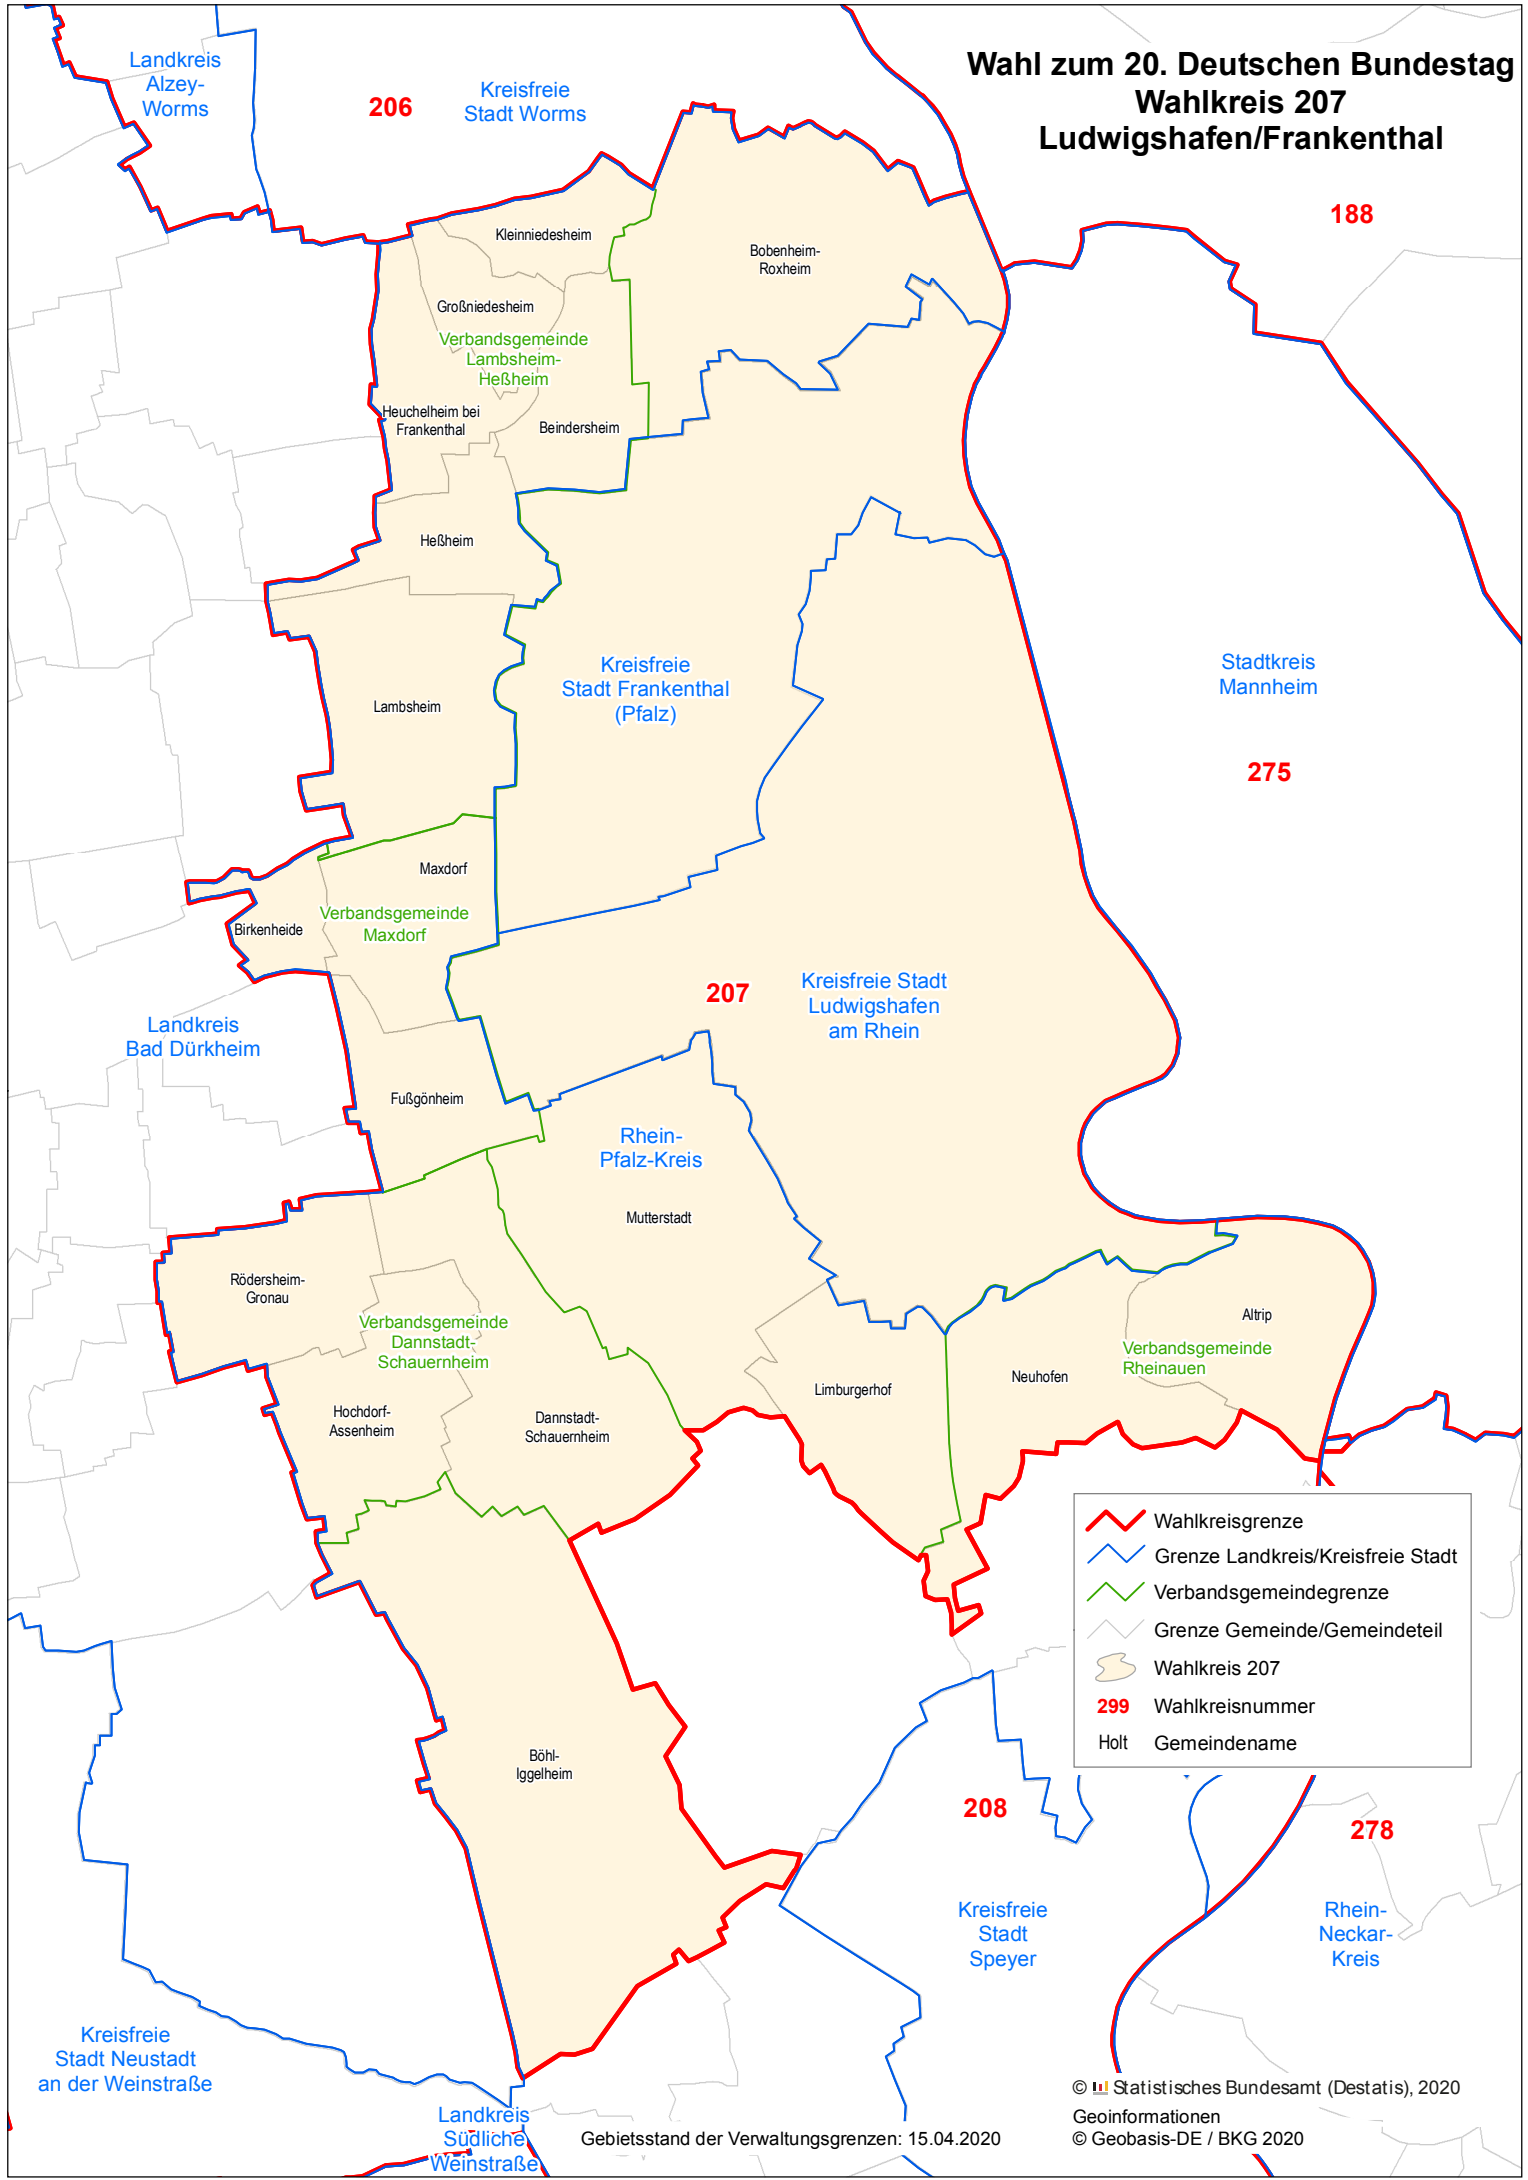 Wahl zum 20. Deutschen Bundestag
Wahlkreis 207
Ludwigshafen/Frankenthal
Landkreis
Alzey-
Worms
206
Kreisfreie
Stadt Worms
188
Kleinniedesheim
Bobenheim-
Roxheim
Großniedesheim
Verbandsgemeinde
Lambsheim-
Heßheim
Heuchelheim bei
Frankenthal
Beindersheim
Heßheim
Kreisfreie
Stadt Frankenthal
(Pfalz)
Stadtkreis
Mannheim
Lambsheim
275
Maxdorf
Verbandsgemeinde
Maxdorf
Birkenheide
207
Kreisfreie Stadt
Ludwigshafen
am Rhein
Landkreis
Bad Dürkheim
Fußgönheim
Rhein-
Pfalz-Kreis
Mutterstadt
Rödersheim-
Gronau
Verbandsgemeinde
Dannstadt-
Schauernheim
Altrip
Verbandsgemeinde
Rheinauen
Neuhofen
Limburgerhof
Hochdorf-
Assenheim
Dannstadt-
Schauernheim
Wahlkreisgrenze
Grenze Landkreis/Kreisfreie Stadt
Verbandsgemeindegrenze
Grenze Gemeinde/Gemeindeteil
Wahlkreis 207
299 Wahlkreisnummer
Holt Gemeindename
Böhl-
Iggelheim
208
278
Kreisfreie
Stadt
Speyer
Rhein-
Neckar-
Kreis
Kreisfreie
Stadt Neustadt
an der Weinstraße
Landkreis
Südliche
Weinstraße
Gebietsstand der Verwaltungsgrenzen: 15.04.2020
© Statistisches Bundesamt (Destatis), 2020
Geoinformationen
© Geobasis-DE / BKG 2020